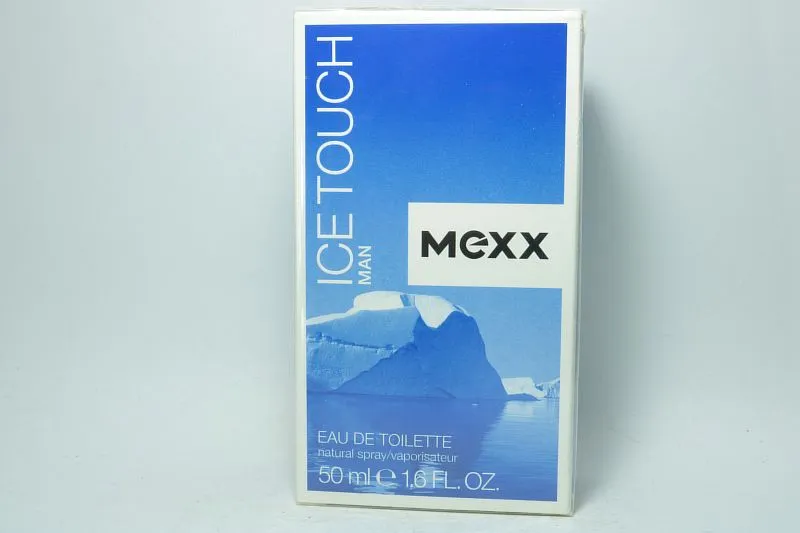 ICE TOUCH
MAN
MEXX
EAU DE TOILETTE
natural spray/vaporisateur
50 ml ℮ 1,6 FL. OZ.